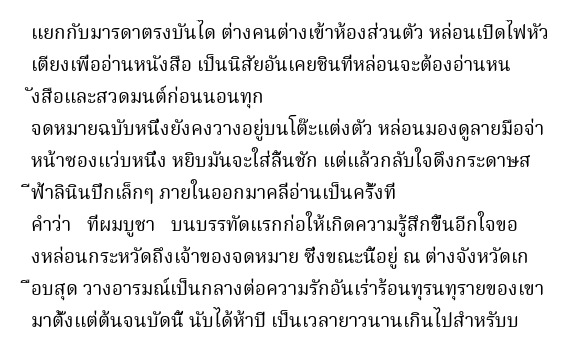 แยกกับมารดาตรงบันได ต่างคนต่างเข้าห้องส่วนตัว หล่อนเปิดไฟหัว
เตียงเพื่ออ่านหนังสือ เป็นนิสัยอันเคยชินที่หล่อนจะต้องอ่านหน
ังสือและสวดมนต์ก่อนนอนทุก
จดหมายฉบับหนึ่งยังคงวางอยู่บนโต๊ะแต่งตัว หล่อนมองดูลายมือจ่า
หน้าซองแว่บหนึ่ง หยิบมันจะใส่ลิ้นชัก แต่แล้วกลับใจดึงกระดาษส
ีฟ้าลินินปึกเล็กๆ ภายในออกมาคลี่อ่านเป็นครั้งที่
คำว่า ที่ผมบูชา บนบรรทัดแรกก่อให้เกิดความรู้สึกขึ้นอีกใจขอ
งหล่อนกระหวัดถึงเจ้าของจดหมาย ซึ่งขณะนี้อยู่ ณ ต่างจังหวัดเก
ือบสุด วางอารมณ์เป็นกลางต่อความรักอันเร่าร้อนทุรนทุรายของเขา
มาตั้งแต่ต้นจนบัดนี้ นับได้ห้าปี เป็นเวลายาวนานเกินไปสำหรับบ